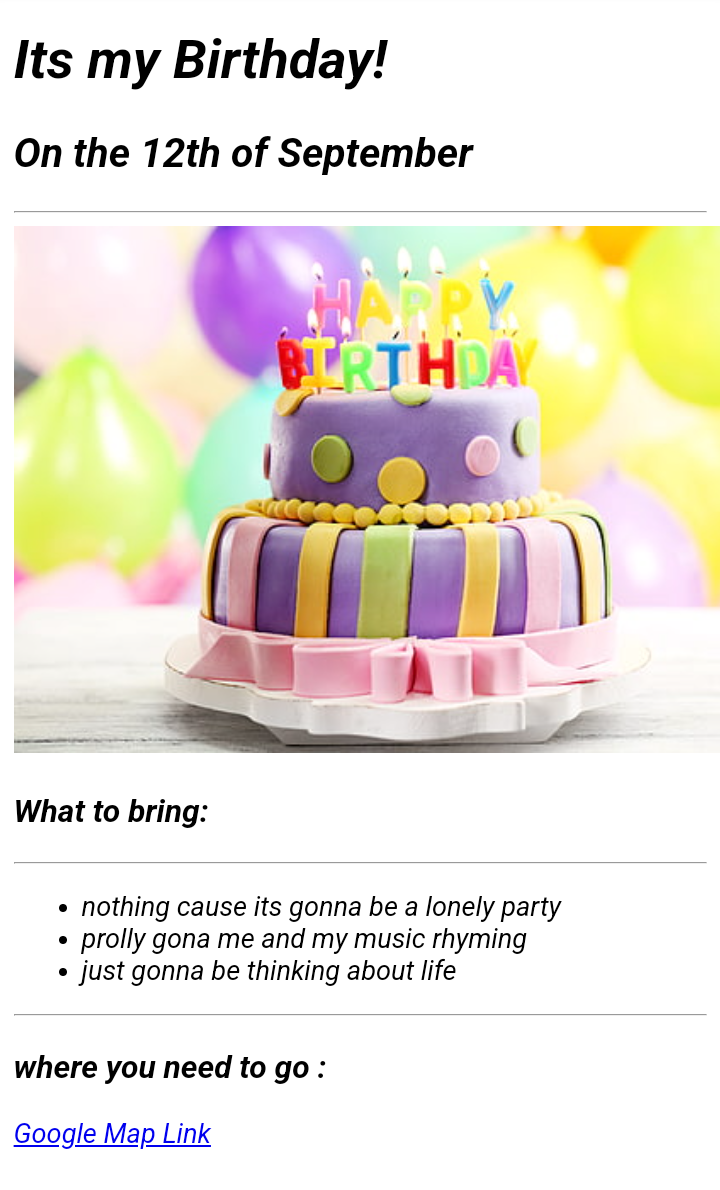 Its my Birthday!
On the 12th of September
HAPPY
BIRTHDAY
What to bring:
nothing cause its gonna be a lonely party
prolly gona me and my music rhyming
just gonna be thinking about life
where you need to go :
Google Map Link